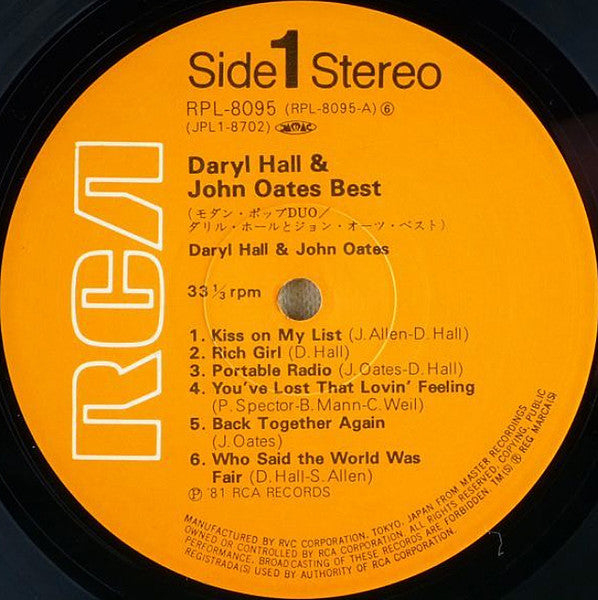 Side 1 Stereo
RPL-8095 (RPL-8095-A) ⑥
(JPL1-8702)
Daryl Hall &
John Oates Best
(モダン・ポップDUO/
ダリル・ホールとジョン・オーツ・ベスト)
Daryl Hall & John Oates
33 1/3 rpm
1. Kiss on My List (J. Allen-D. Hall)
2. Rich Girl (D. Hall)
3. Portable Radio (J. Oates-D. Hall)
4. You've Lost That Lovin' Feeling
(P. Spector-B. Mann-C. Weil)
5. Back Together Again
(J. Oates)
6. Who Said the World Was
Fair (D. Hall-S. Allen)
Ⓟ '81 RCA RECORDS
RCA
MANUFACTURED BY RVC CORPORATION, TOKYO, JAPAN FROM MASTER RECORDINGS
OWNED OR CONTROLLED BY RCA CORPORATION. ALL RIGHTS RESERVED. COPYING, PUBLIC
PERFORMANCE, BROADCASTING OF THESE RECORDS ARE FORBIDDEN TM(S) ® REG MARCA(S)
REGISTRADA(S) USED BY AUTHORITY OF RCA CORPORATION.